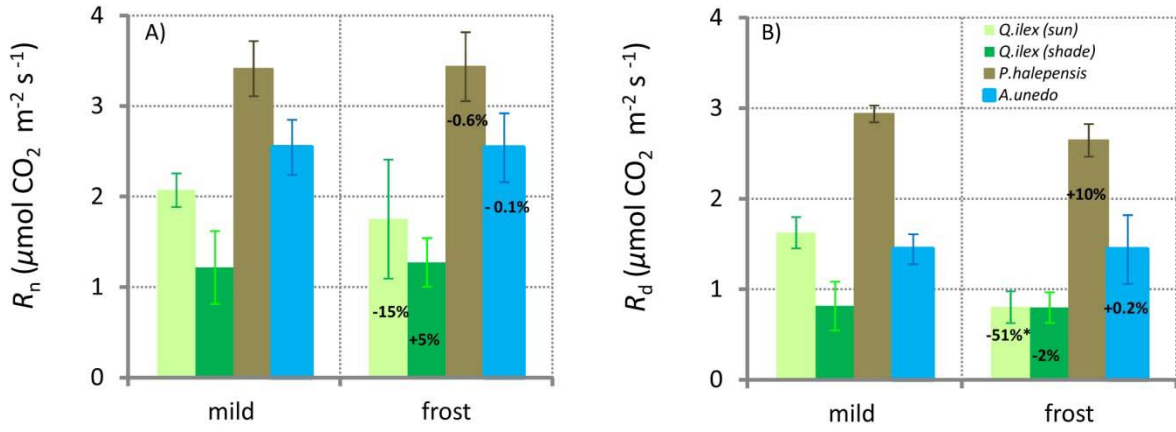 A)
4
3
2
1
0
Rn (μmol CO2 m-2 s -1)
-0.6%
- 0.1%
-15%
+5%
mild frost
B)
4
3
2
1
0
Rd (μmol CO2 m-2 s -1)
Q.ilex (sun)
Q.ilex (shade)
P.halepensis
A.unedo
+10%
+0.2%
-51%*
-2%
mild frost